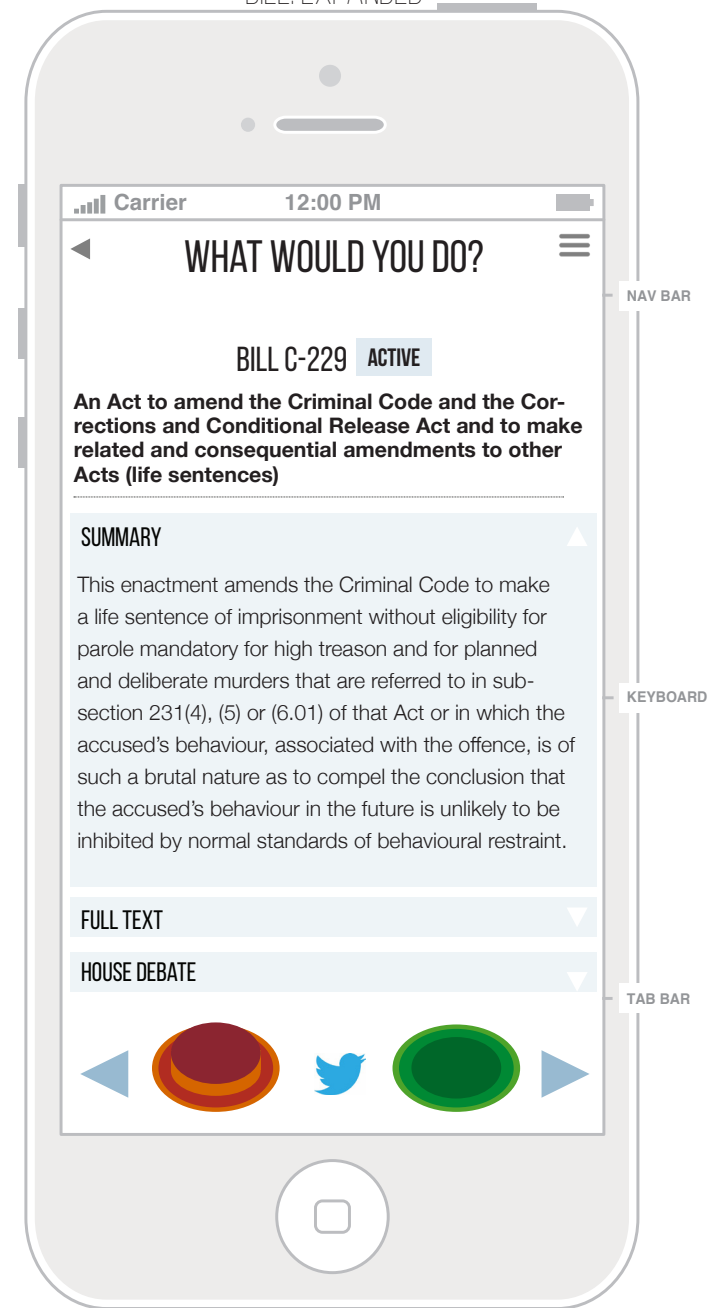 BILL: EXPANDED
Carrier 12:00 PM
WHAT WOULD YOU DO?
NAV BAR
BILL C-229 ACTIVE
An Act to amend the Criminal Code and the Cor-
rections and Conditional Release Act and to make
related and consequential amendments to other
Acts (life sentences)
SUMMARY
This enactment amends the Criminal Code to make
a life sentence of imprisonment without eligibility for
parole mandatory for high treason and for planned
and deliberate murders that are referred to in sub-
section 231(4), (5) or (6.01) of that Act or in which the
KEYBOARD
accused's behaviour, associated with the offence, is of
such a brutal nature as to compel the conclusion that
the accused's behaviour in the future is unlikely to be
inhibited by normal standards of behavioural restraint.
FULL TEXT
HOUSE DEBATE
TAB BAR